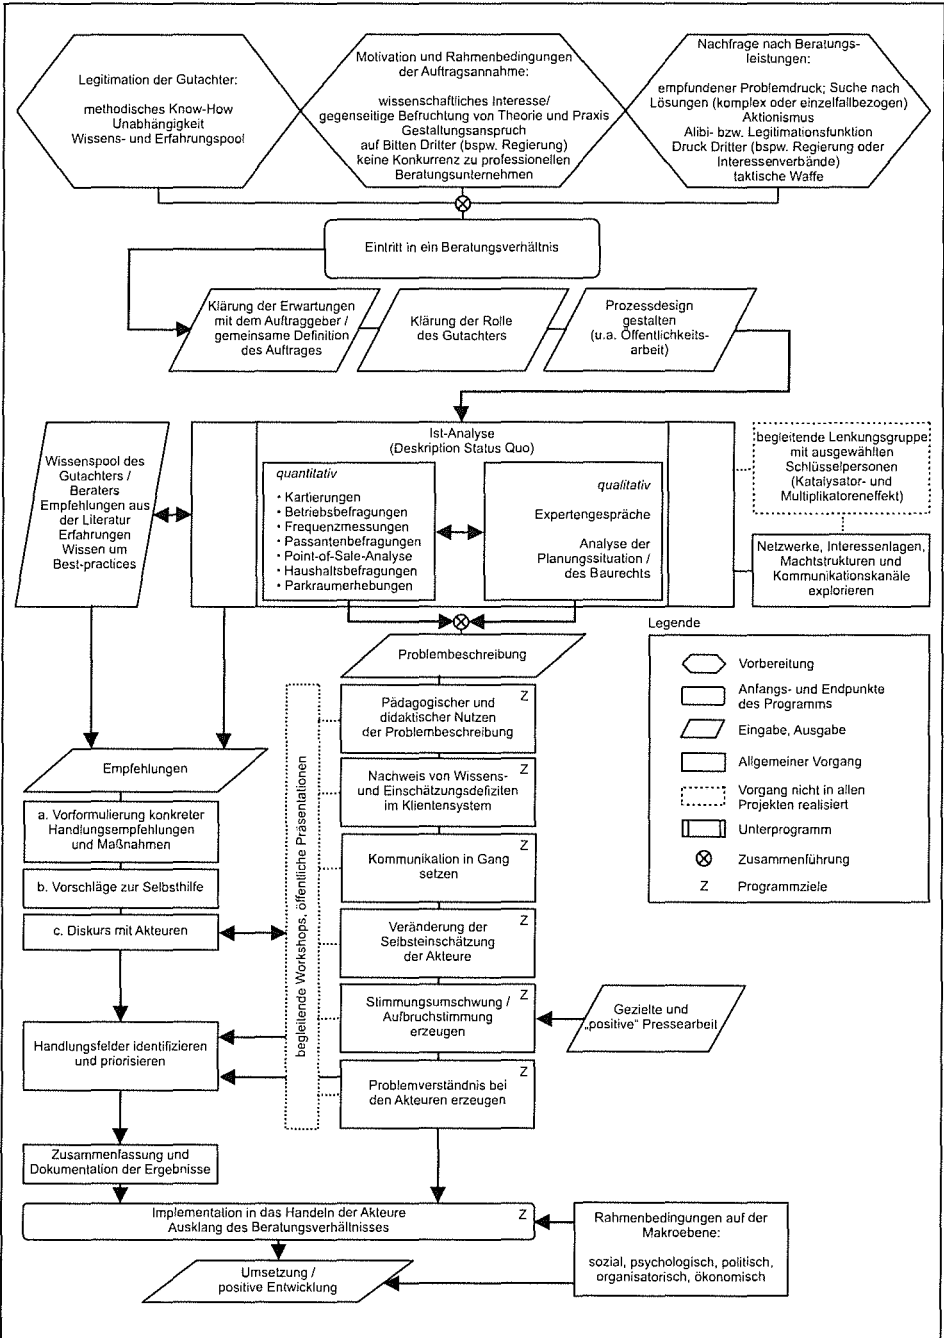 Legitimation der Gutachter:
methodisches Know-How
Unabhängigkeit
Wissens- und Erfahrungspool
Motivation und Rahmenbedingungen
der Auftragsannahme:
wissenschaftliches Interesse/
gegenseitige Befruchtung von Theorie und Praxis
Gestaltungsanspruch
auf Bitten Dritter (bspw. Regierung)
keine Konkurrenz zu professionellen
Beratungsunternehmen
Nachfrage nach Beratungs-
leistungen:
empfundener Problemdruck; Suche nach
Lösungen (komplex oder einzelfallbezogen)
Aktionismus
Alibi- bzw. Legitimationsfunktion
Druck Dritter (bspw. Regierung oder
Interessenverbände)
taktische Waffe
Eintritt in ein Beratungsverhältnis
Klärung der Erwartungen
mit dem Auftraggeber /
gemeinsame Definition
des Auftrages
Klärung der Rolle
des Gutachters
Prozessdesign
gestalten
(u.a. Öffentlichkeits-
arbeit)
Wissenspool des
Gutachters /
Beraters
Empfehlungen aus
der Literatur
Erfahrungen
Wissen um
Best-practices
Ist-Analyse
(Deskription Status Quo)
quantitativ
• Kartierungen
• Betriebsbefragungen
• Frequenzmessungen
• Passantenbefragungen
• Point-of-Sale-Analyse
• Haushaltsbefragungen
• Parkraumerhebungen
qualitativ
Expertengespräche
Analyse der
Planungssituation /
des Baurechts
begleitende Lenkungsgruppe
mit ausgewählten
Schlüsselpersonen
(Katalysator- und
Multiplikatoreneffekt)
Netzwerke, Interessenlagen,
Machtstrukturen und
Kommunikationskanäle
explorieren
Problembeschreibung
Legende
Vorbereitung
Anfangs- und Endpunkte
des Programms
Eingabe, Ausgabe
Allgemeiner Vorgang
Vorgang nicht in allen
Projekten realisiert
Unterprogramm
Zusammenführung
Z Programmziele
Empfehlungen
a. Vorformulierung konkreter
Handlungsempfehlungen
und Maßnahmen
b. Vorschläge zur Selbsthilfe
c. Diskurs mit Akteuren
begleitende Workshops, öffentliche Präsentationen
Z
Pädagogischer und
didaktischer Nutzen
der Problembeschreibung
Z
Nachweis von Wissens-
und Einschätzungsdefiziten
im Klientensystem
Z
Kommunikation in Gang
setzen
Z
Veränderung der
Selbsteinschätzung
der Akteure
Z
Stimmungsumschwung /
Aufbruchstimmung
erzeugen
Gezielte und
„positive“ Pressearbeit
Z
Problemverständnis bei
den Akteuren erzeugen
Handlungsfelder identifizieren
und priorisieren
Zusammenfassung und
Dokumentation der Ergebnisse
Implementation in das Handeln der Akteure
Ausklang des Beratungsverhältnisses
Z
Rahmenbedingungen auf der
Makroebene:
sozial, psychologisch, politisch,
organisatorisch, ökonomisch
Umsetzung /
positive Entwicklung